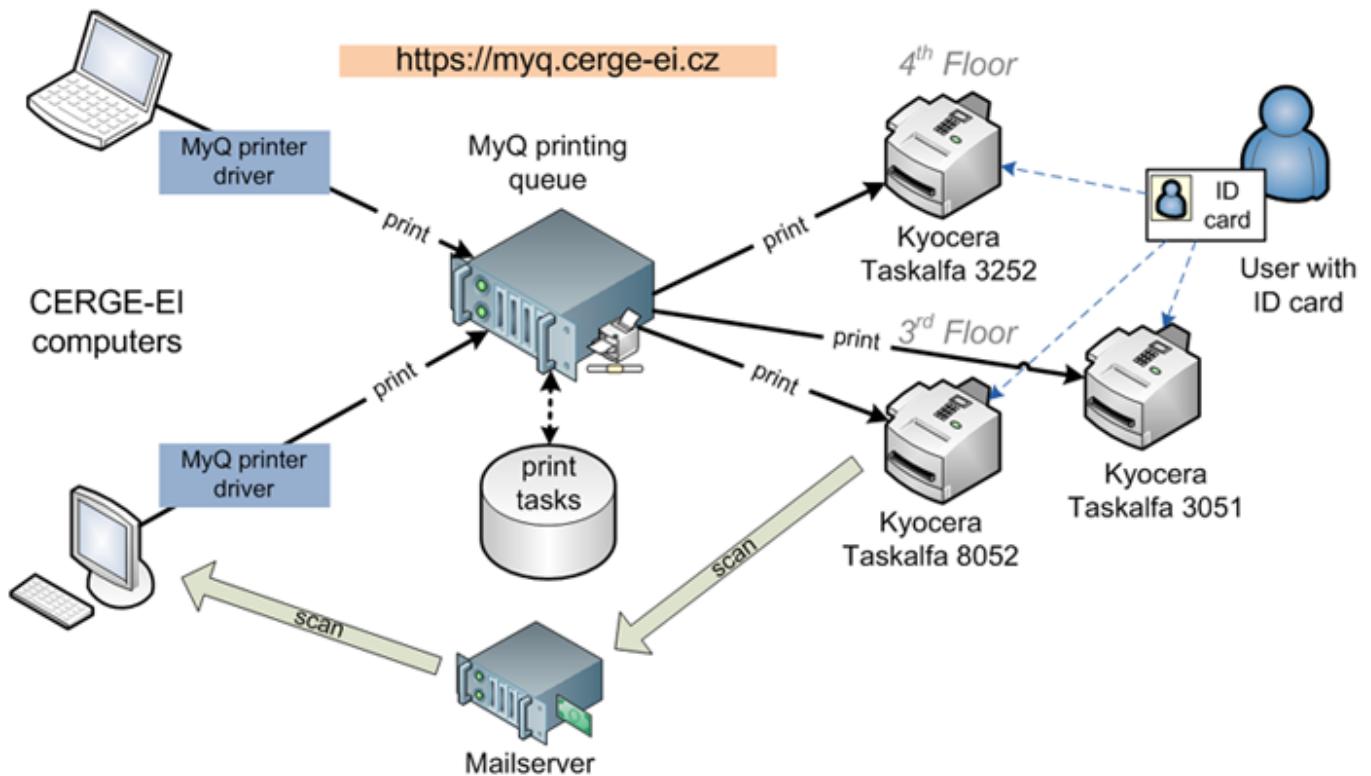 https://myq.cerge-ei.cz
4th Floor
MyQ printer
driver
MyQ printing
queue
ID
card
print
print
Kyocera
Taskalfa 3252
User with
ID card
CERGE-EI
computers
3rd Floor
print
print
print
MyQ printer
driver
print
tasks
Kyocera
Taskalfa 3051
Kyocera
Taskalfa 8052
scan
scan
Mailserver